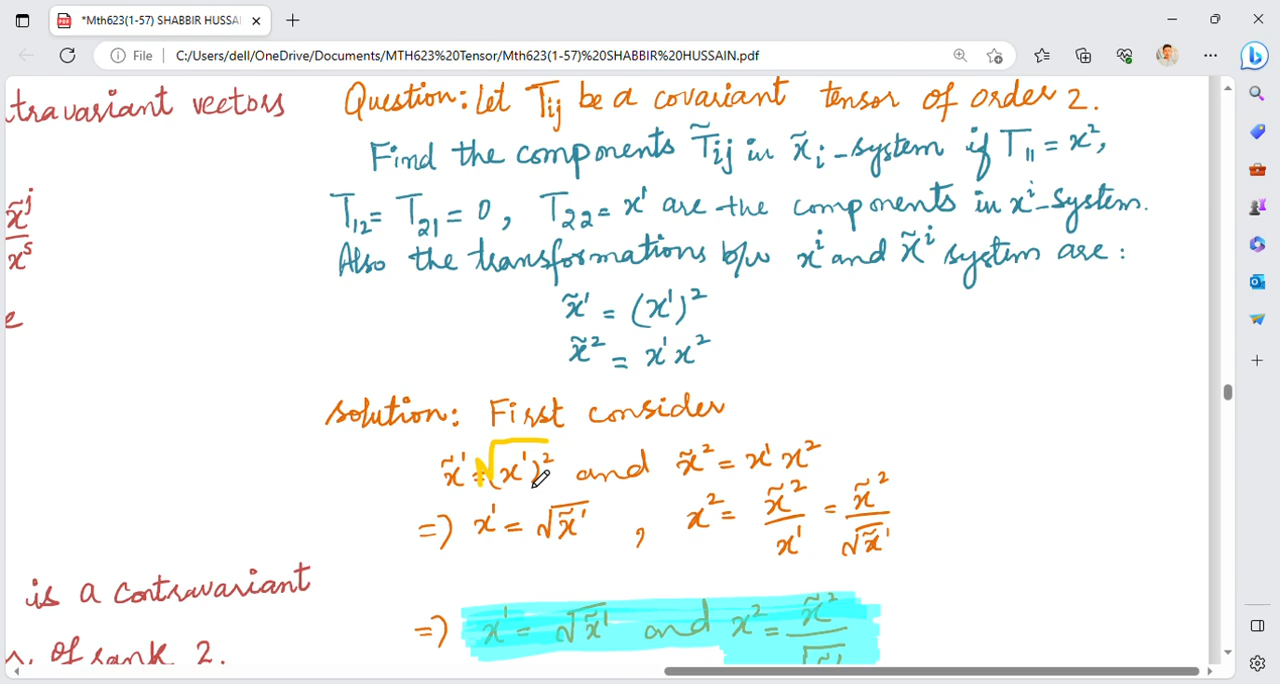 *Mth623(1-57) SHABBIR HUSSAI
File C:/Users/dell/OneDrive/Documents/MTH623%20Tensor/Mth623(1-57)%20SHABBIR%20HUSSAIN.pdf
travariant vectors
x̃ʲ
xˢ
e
is a contravariant
of rank 2.
Question: Let Tij be a covariant tensor of order 2.
Find the components T̃ij in x̃i-system if T₁₁ = x²,
T₁₂ = T₂₁ = 0, T₂₂ = x¹ are the components in xⁱ-system.
Also the transformations b/w xⁱ and x̃ⁱ system are:
x̃¹ = (x¹)²
x̃² = x¹x²
Solution: First consider
x̃¹ = √(x¹)² and x̃² = x¹x²
=) x¹ = √x̃¹ , x² = x̃²/x¹ = x̃²/√x̃¹
=) x¹ = √x̃¹ and x² = x̃²/√x̃¹